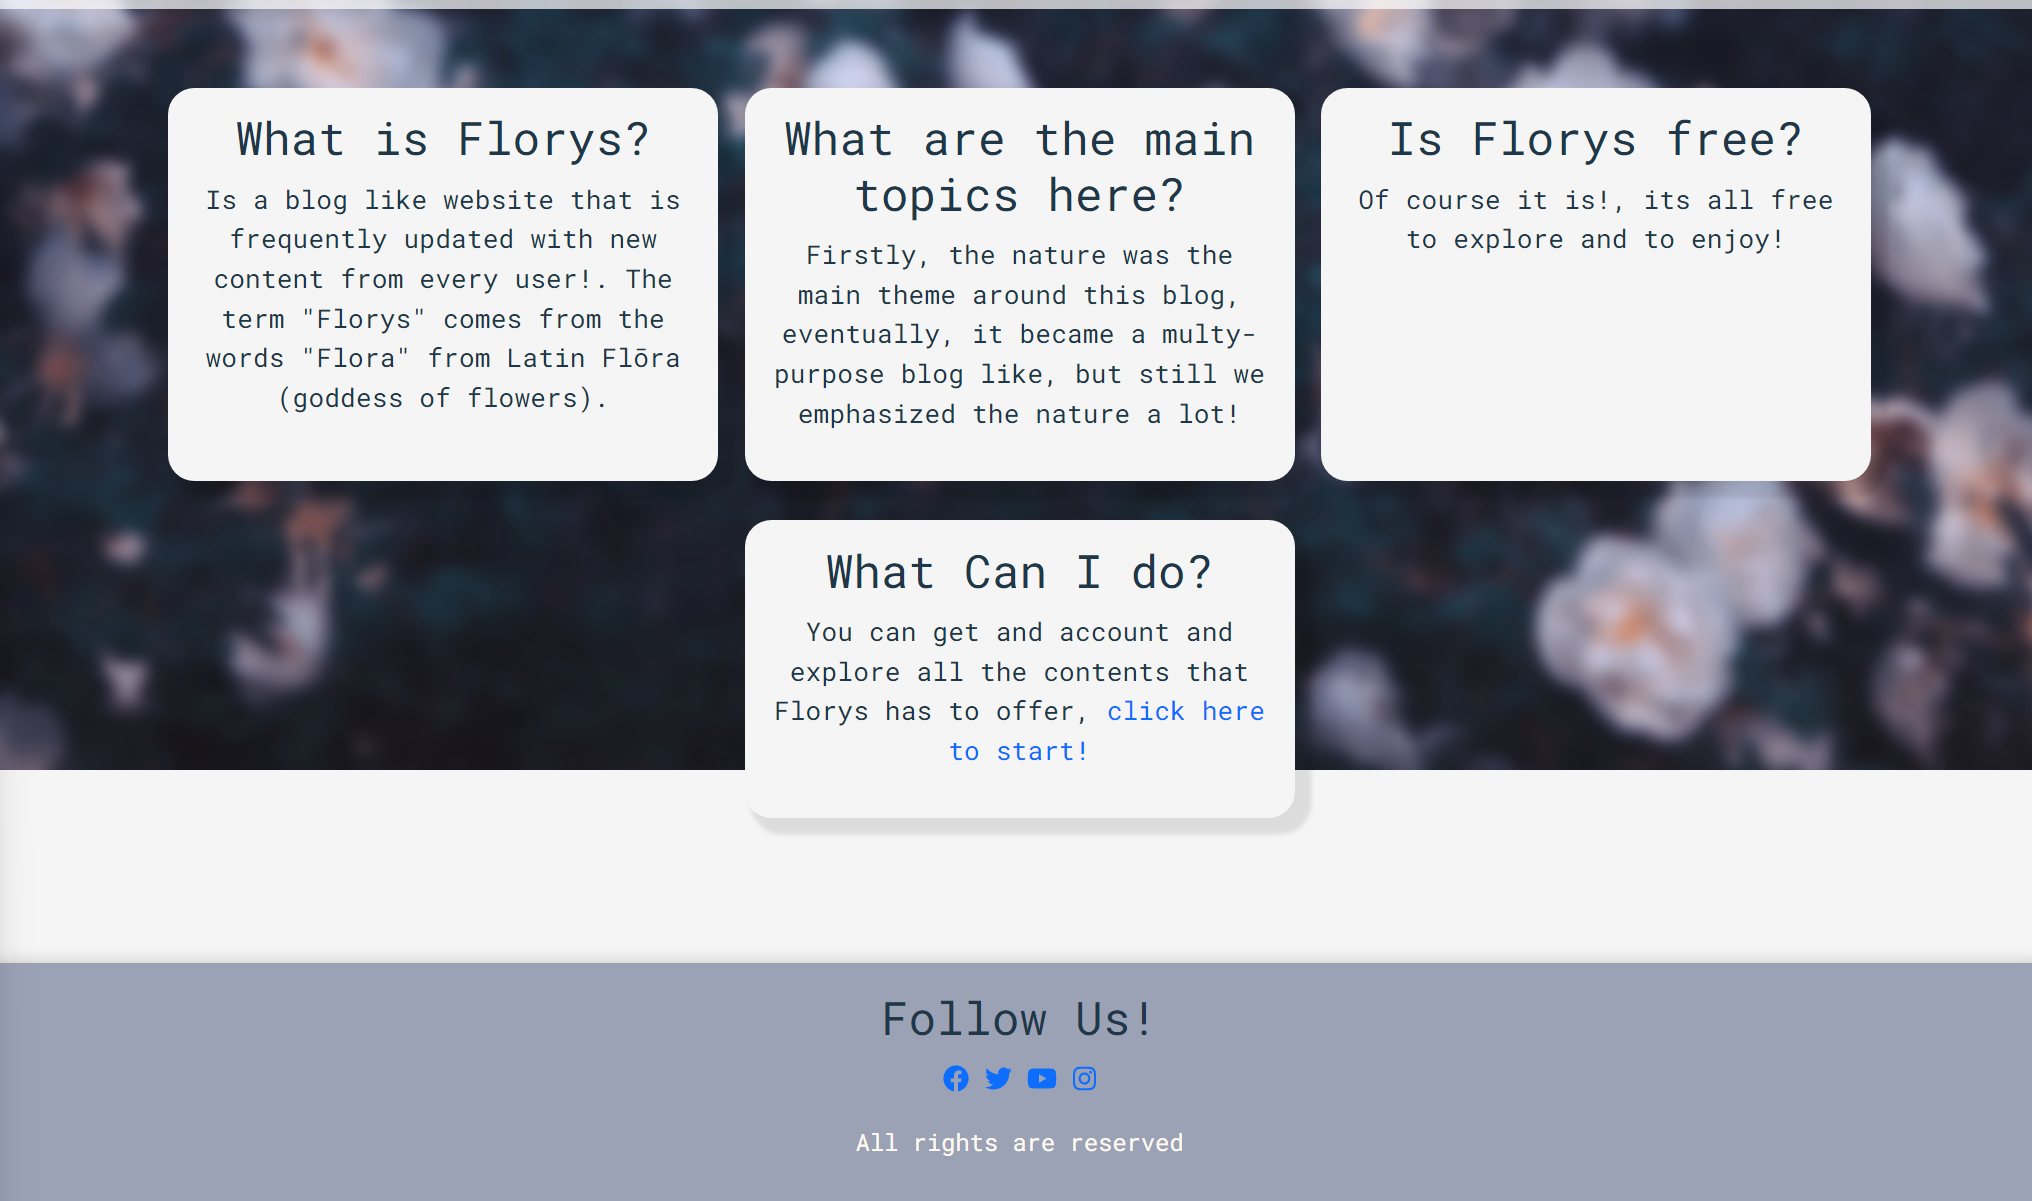 What is Florys?
Is a blog like website that is
frequently updated with new
content from every user!. The
term "Florys" comes from the
words "Flora" from Latin Flōra
(goddess of flowers).
What are the main
topics here?
Firstly, the nature was the
main theme around this blog,
eventually, it became a multy-
purpose blog like, but still we
emphasized the nature a lot!
Is Florys free?
Of course it is!, its all free
to explore and to enjoy!
What Can I do?
You can get and account and
explore all the contents that
Florys has to offer, click here
to start!
Follow Us!
All rights are reserved